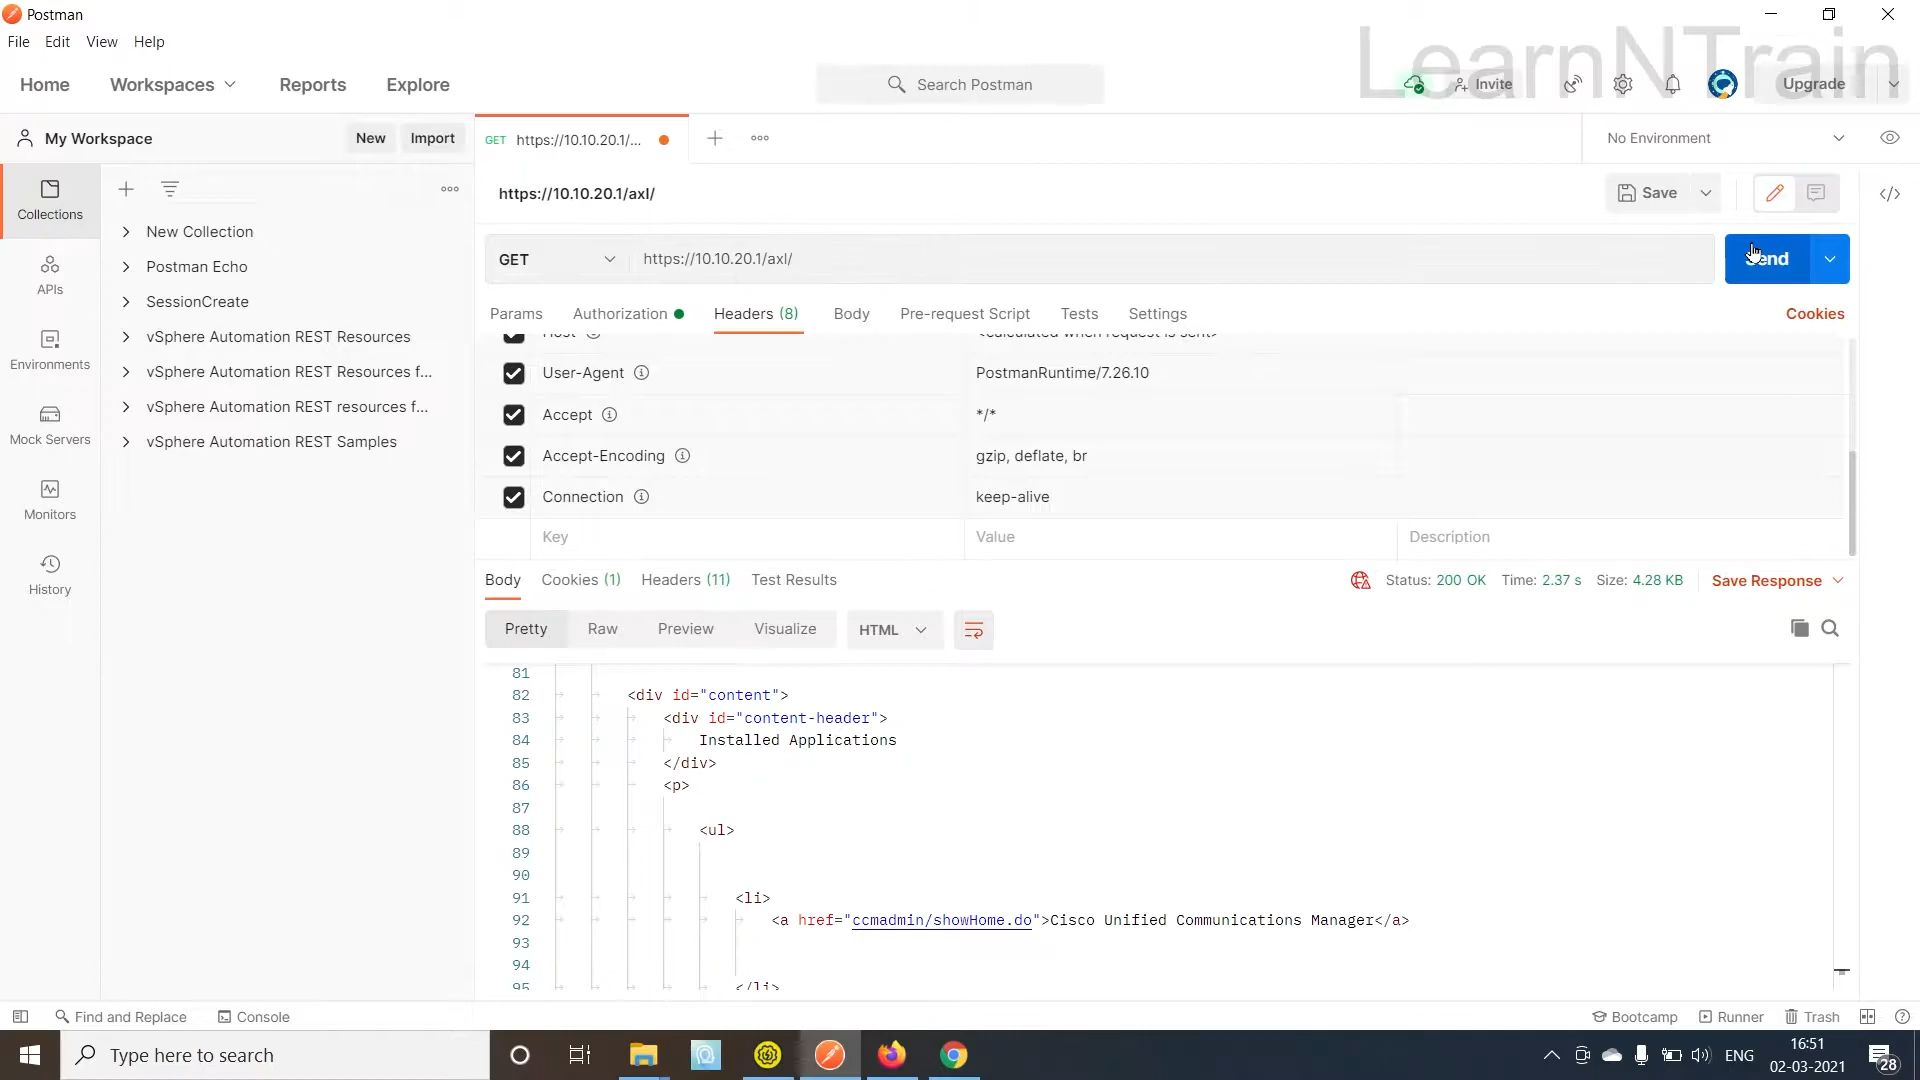 Postman
File Edit View Help
LearnNTrain
Home Workspaces Reports Explore Search Postman Invite Upgrade
My Workspace New Import GET https://10.10.20.1/... No Environment
https://10.10.20.1/axl/ Save
Collections
New Collection
Postman Echo
SessionCreate
vSphere Automation REST Resources
vSphere Automation REST Resources f...
vSphere Automation REST resources f...
vSphere Automation REST Samples
APIs
Environments
Mock Servers
Monitors
History
GET https://10.10.20.1/axl/ Send
Params Authorization Headers (8) Body Pre-request Script Tests Settings Cookies
Host <calculated when request is sent>
User-Agent PostmanRuntime/7.26.10
Accept */*
Accept-Encoding gzip, deflate, br
Connection keep-alive
Key Value Description
Body Cookies (1) Headers (11) Test Results Status: 200 OK Time: 2.37 s Size: 4.28 KB Save Response
Pretty Raw Preview Visualize HTML
81
82 <div id="content">
83 <div id="content-header">
84 Installed Applications
85 </div>
86 <p>
87
88 <ul>
89
90
91 <li>
92 <a href="ccmadmin/showHome.do">Cisco Unified Communications Manager</a>
93
94
95 </li>
Find and Replace Console Bootcamp Runner Trash
Type here to search ENG 16:51
02-03-2021 28